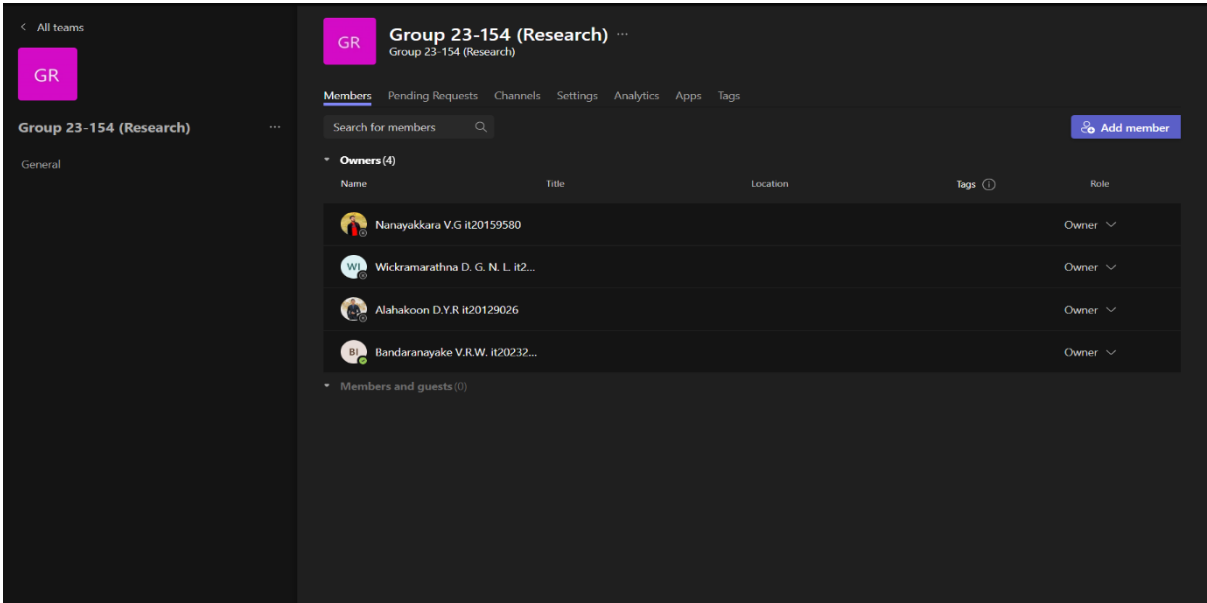 All teams
GR
Group 23-154 (Research) ...
General
GR
Group 23-154 (Research) ...
Group 23-154 (Research)
Members Pending Requests Channels Settings Analytics Apps Tags
Search for members
Add member
Owners (4)
Name Title Location Tags Role
Nanayakkara V.G it20159580 Owner
WI Wickramarathna D. G. N. L. it2... Owner
Alahakoon D.Y.R it20129026 Owner
BI Bandaranayake V.R.W. it20232... Owner
Members and guests (0)